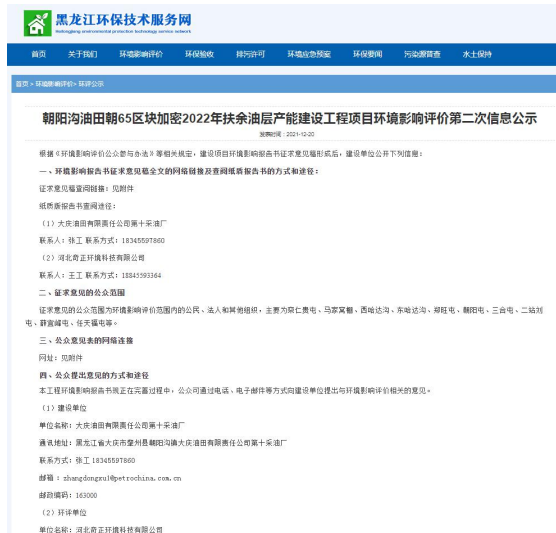 黑龙江环保技术服务网
Heilongjiang environmental protection technology service network
首页 关于我们 环境影响评价 环保验收 排污许可 环境应急预案 环保要闻 污染源普查 水土保持
首页 > 环境影响评价> 环评公示
朝阳沟油田朝65区块加密2022年扶余油层产能建设工程项目环境影响评价第二次信息公示
发表时间：2021-12-20
根据《环境影响评价公众参与办法》等相关规定，建设项目环境影响报告书征求意见稿形成后，建设单位公开下列信息：
一、环境影响报告书征求意见稿全文的网络链接及查阅纸质报告书的方式和途径：
征求意见稿查阅链接：见附件
纸质版报告书查阅途径：
（1）大庆油田有限责任公司第十采油厂
联系人：张工 联系方式：18345597860
（2）河北奇正环境科技有限公司
联系人：王工 联系方式：18845593364
二、征求意见的公众范围
征求意见的公众范围为环境影响评价范围内的公民、法人和其他组织，主要为宗仁贵屯、马家窝棚、西哈达沟、东哈达沟、郑旺屯、朝阳屯、三合屯、二站刘
屯、薛宣峰屯、任天福屯等。
三、公众意见表的网络连接
网址：见附件
四、公众提出意见的方式和途径
本工程环境影响报告书现正在完善过程中，公众可通过电话、电子邮件等方式向建设单位提出与环境影响评价相关的意见。
（1）建设单位
单位名称：大庆油田有限责任公司第十采油厂
通讯地址：黑龙江省大庆市肇州县朝阳沟镇大庆油田有限责任公司第十采油厂
联系方式：张工 18345597860
邮箱：zhangdongxu1@petrochina.com.cn
邮政编码：163000
（2）环评单位
单位名称：河北奇正环境科技有限公司